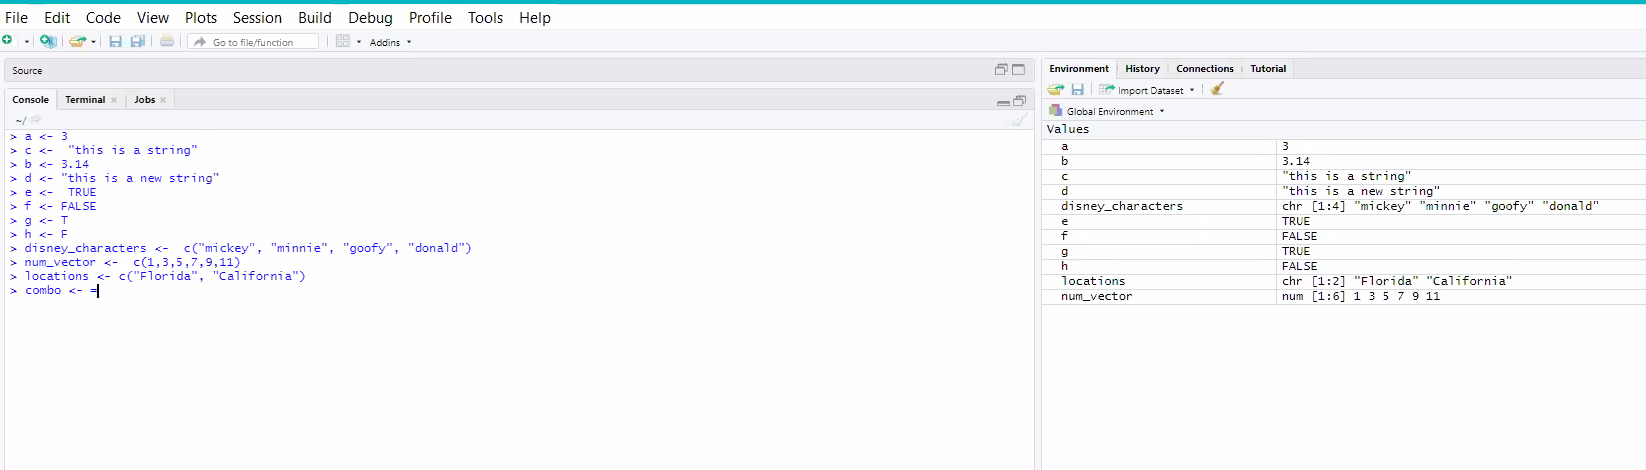 File Edit Code View Plots Session Build Debug Profile Tools Help
Go to file/function Addins
Source
Console Terminal Jobs
~/
> a <- 3
> c <-  "this is a string"
> b <- 3.14
> d <- "this is a new string"
> e <-  TRUE
> f <- FALSE
> g <- T
> h <- F
> disney_characters <-  c("mickey", "minnie", "goofy", "donald")
> num_vector <-  c(1,3,5,7,9,11)
> locations <- c("Florida", "California")
> combo <- =
Environment History Connections Tutorial
Import Dataset
Global Environment
Values
a 3
b 3.14
c "this is a string"
d "this is a new string"
disney_characters chr [1:4] "mickey" "minnie" "goofy" "donald"
e TRUE
f FALSE
g TRUE
h FALSE
locations chr [1:2] "Florida" "California"
num_vector num [1:6] 1 3 5 7 9 11